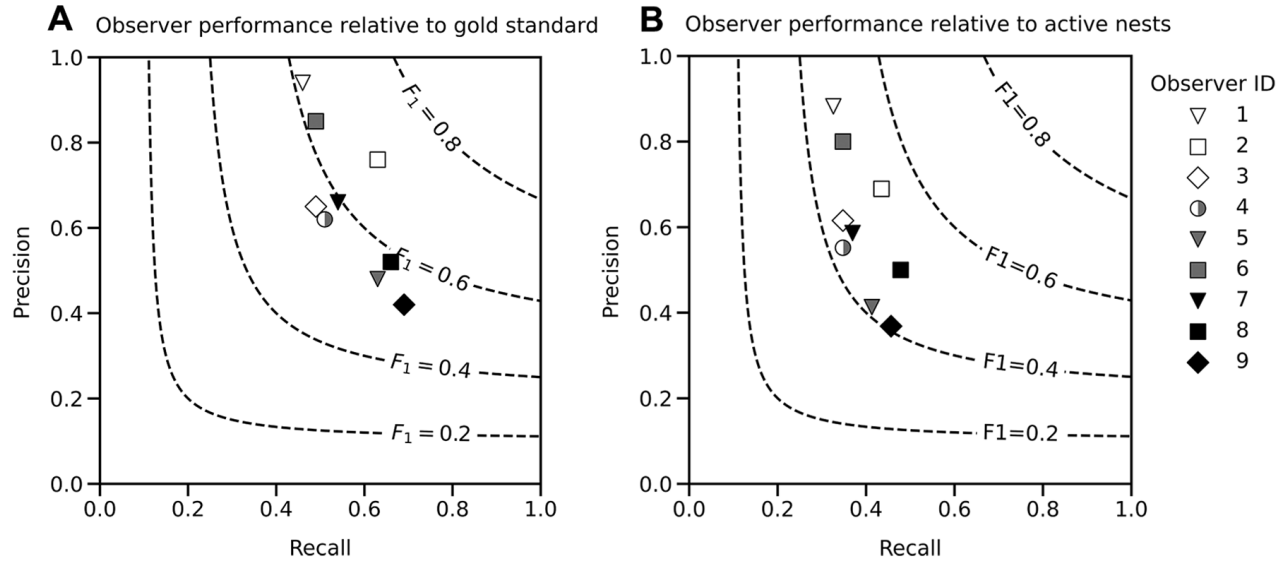 A Observer performance relative to gold standard
1.0
0.8
0.6
0.4
0.2
0.0
Precision
0.0 0.2 0.4 0.6 0.8 1.0
Recall
F₁ = 0.8
F₁ = 0.6
F₁ = 0.4
F₁ = 0.2
B Observer performance relative to active nests
1.0
0.8
0.6
0.4
0.2
0.0
Precision
0.0 0.2 0.4 0.6 0.8 1.0
Recall
F1=0.8
F1=0.6
F1=0.4
F1=0.2
Observer ID
1
2
3
4
5
6
7
8
9